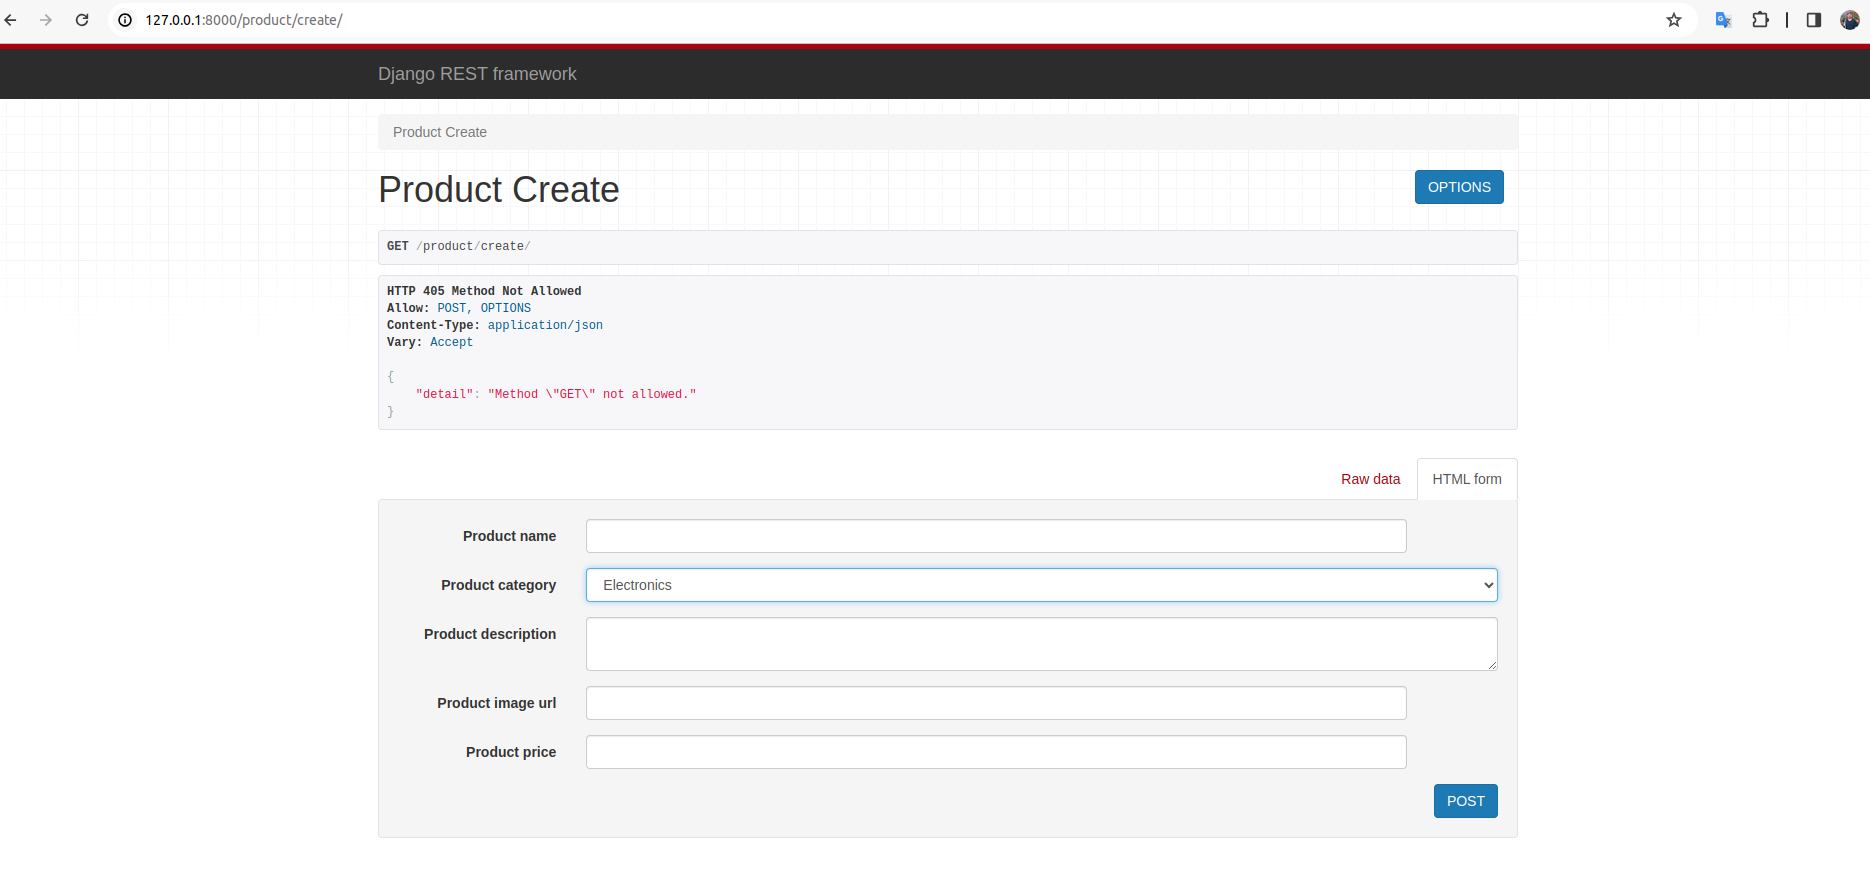 127.0.0.1:8000/product/create/
Django REST framework
Product Create
Product Create
OPTIONS
GET /product/create/
HTTP 405 Method Not Allowed
Allow: POST, OPTIONS
Content-Type: application/json
Vary: Accept
{
    "detail": "Method \"GET\" not allowed."
}
Raw data HTML form
Product name
Product category Electronics
Product description
Product image url
Product price
POST